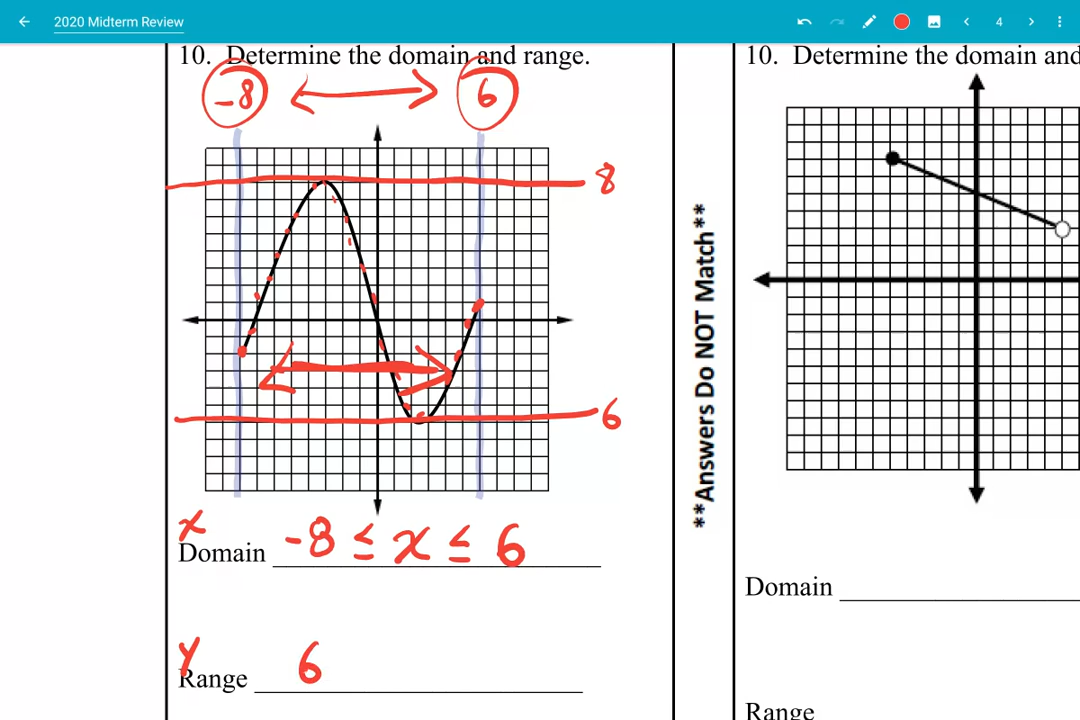 2020 Midterm Review
4
10. Determine the domain and range.
-8
6
8
6
x
Domain -8 ≤ x ≤ 6
y
Range 6
**Answers Do NOT Match**
10. Determine the domain and
Domain
Range